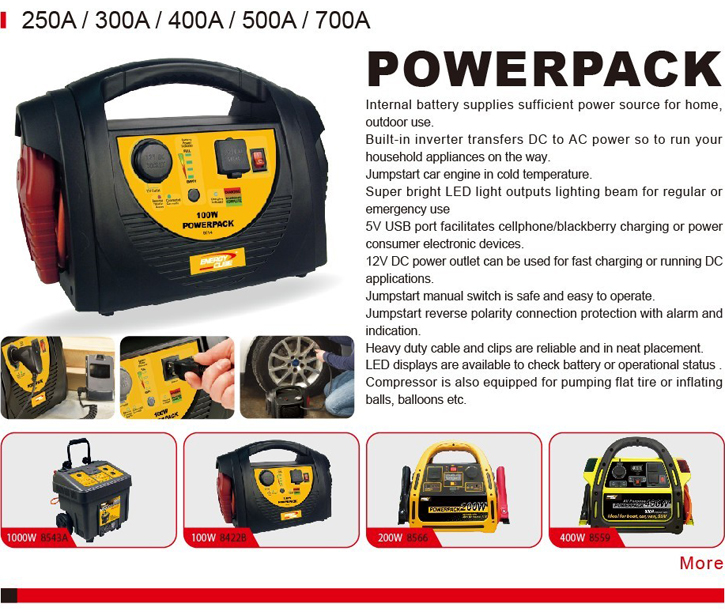 250A / 300A / 400A / 500A / 700A
POWERPACK
Internal battery supplies sufficient power source for home,
outdoor use.
Built-in inverter transfers DC to AC power so to run your
household appliances on the way.
Jumpstart car engine in cold temperature.
Super bright LED light outputs lighting beam for regular or
emergency use
5V USB port facilitates cellphone/blackberry charging or power
consumer electronic devices.
12V DC power outlet can be used for fast charging or running DC
applications.
Jumpstart manual switch is safe and easy to operate.
Jumpstart reverse polarity connection protection with alarm and
indication.
Heavy duty cable and clips are reliable and in neat placement.
LED displays are available to check battery or operational status .
Compressor is also equipped for pumping flat tire or inflating
balls, balloons etc.
100W
POWERPACK
ENERGY
CUBE
1000W 8543A
100W 8422B
POWERPACK 200W
200W 8566
POWERPACK
400W 8559
More